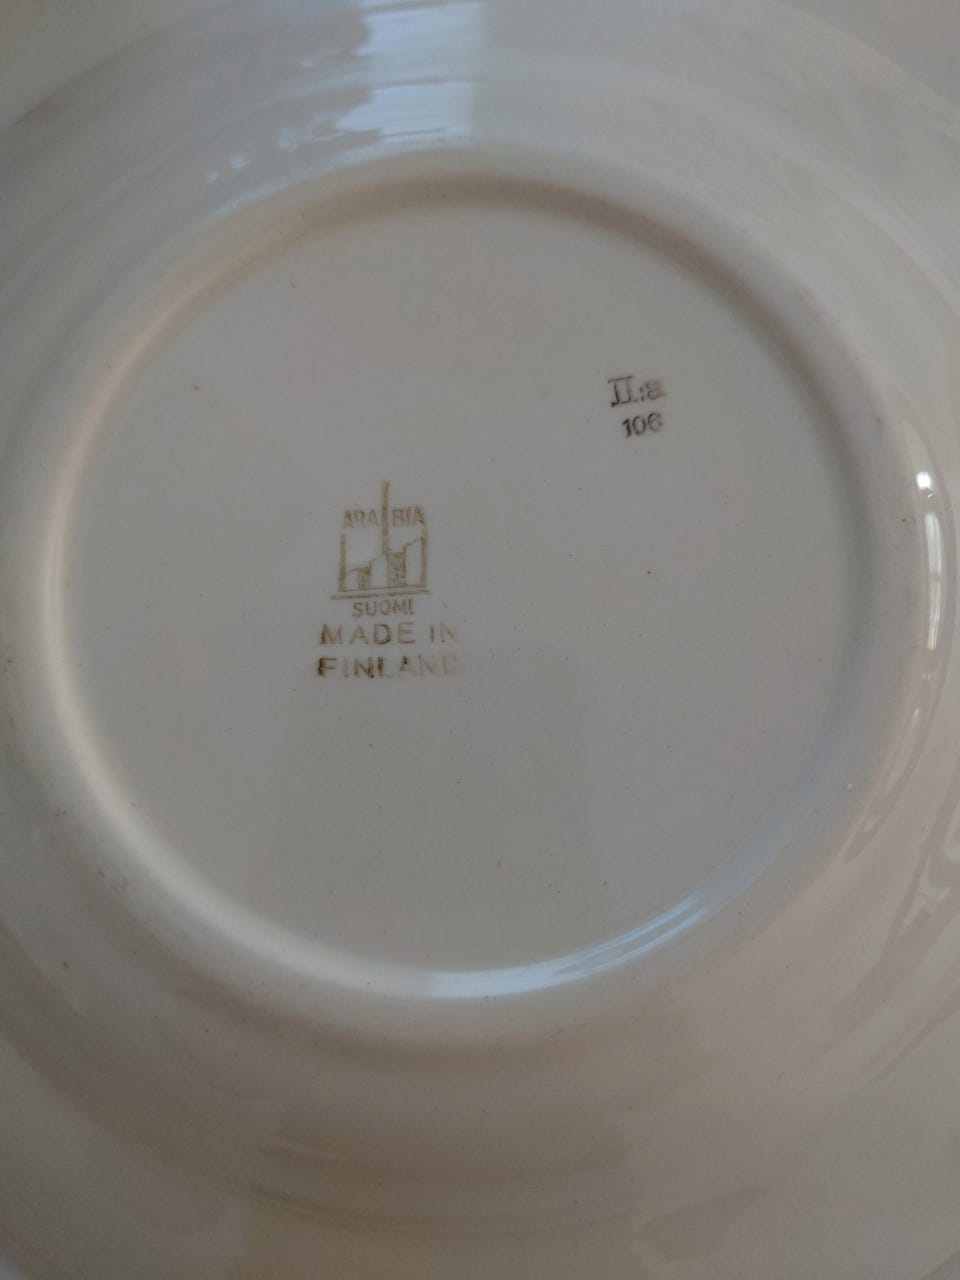 II:a
106
ARABIA
SUOMI
MADE IN
FINLAND